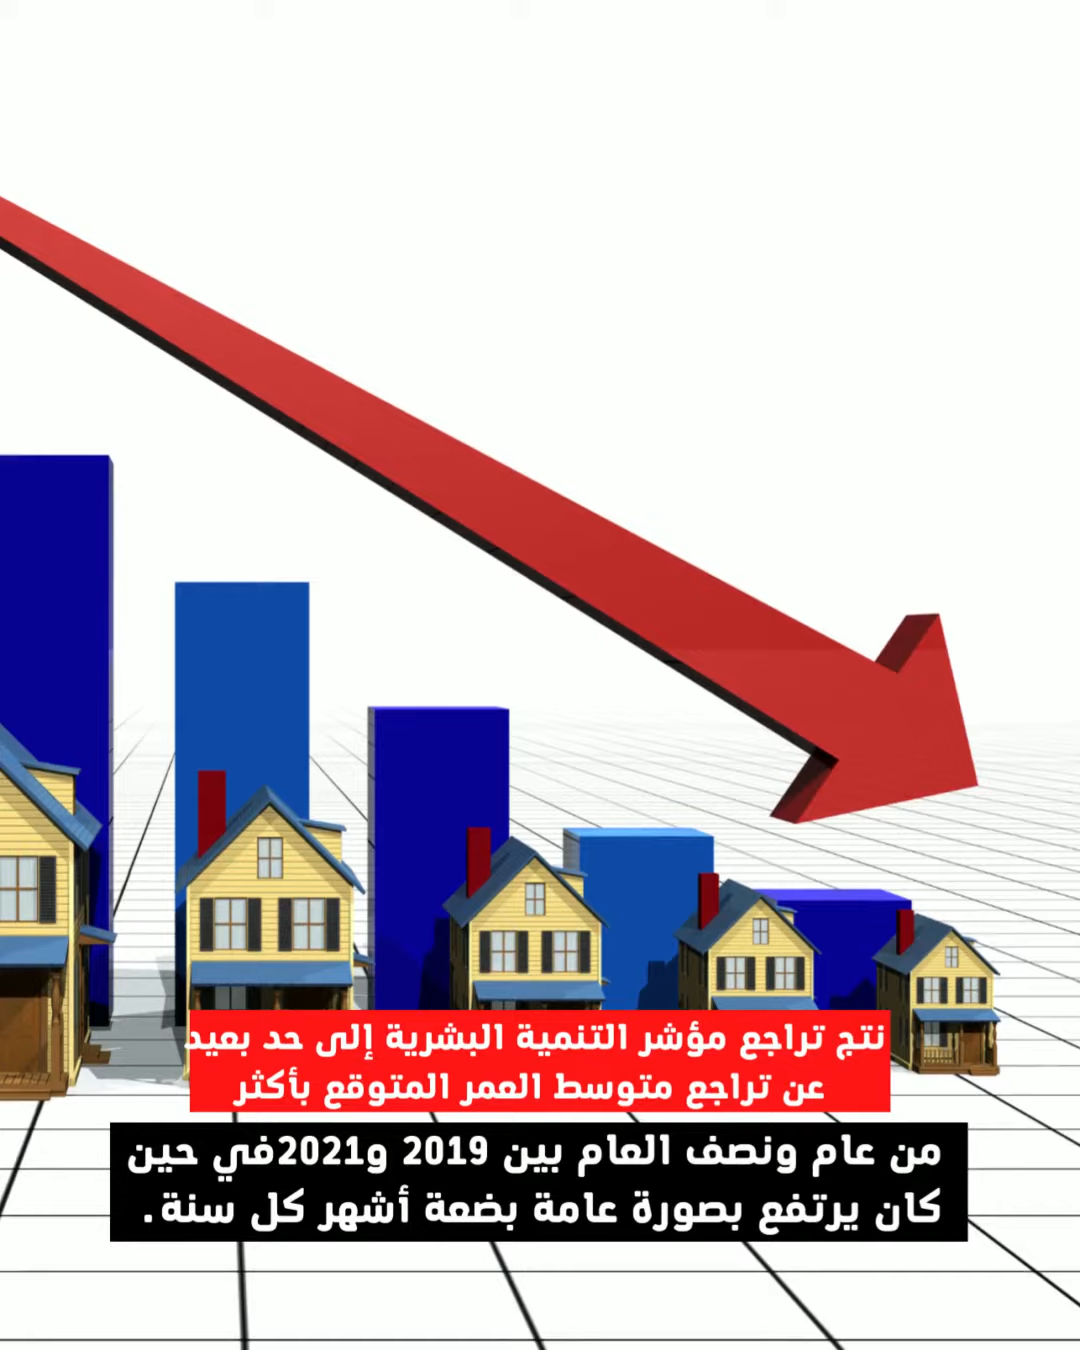 نتج تراجع مؤشر التنمية البشرية إلى حد بعيد
عن تراجع متوسط العمر المتوقع بأكثر
من عام ونصف العام بين 2019 و2021في حين
كان يرتفع بصورة عامة بضعة أشهر كل سنة.